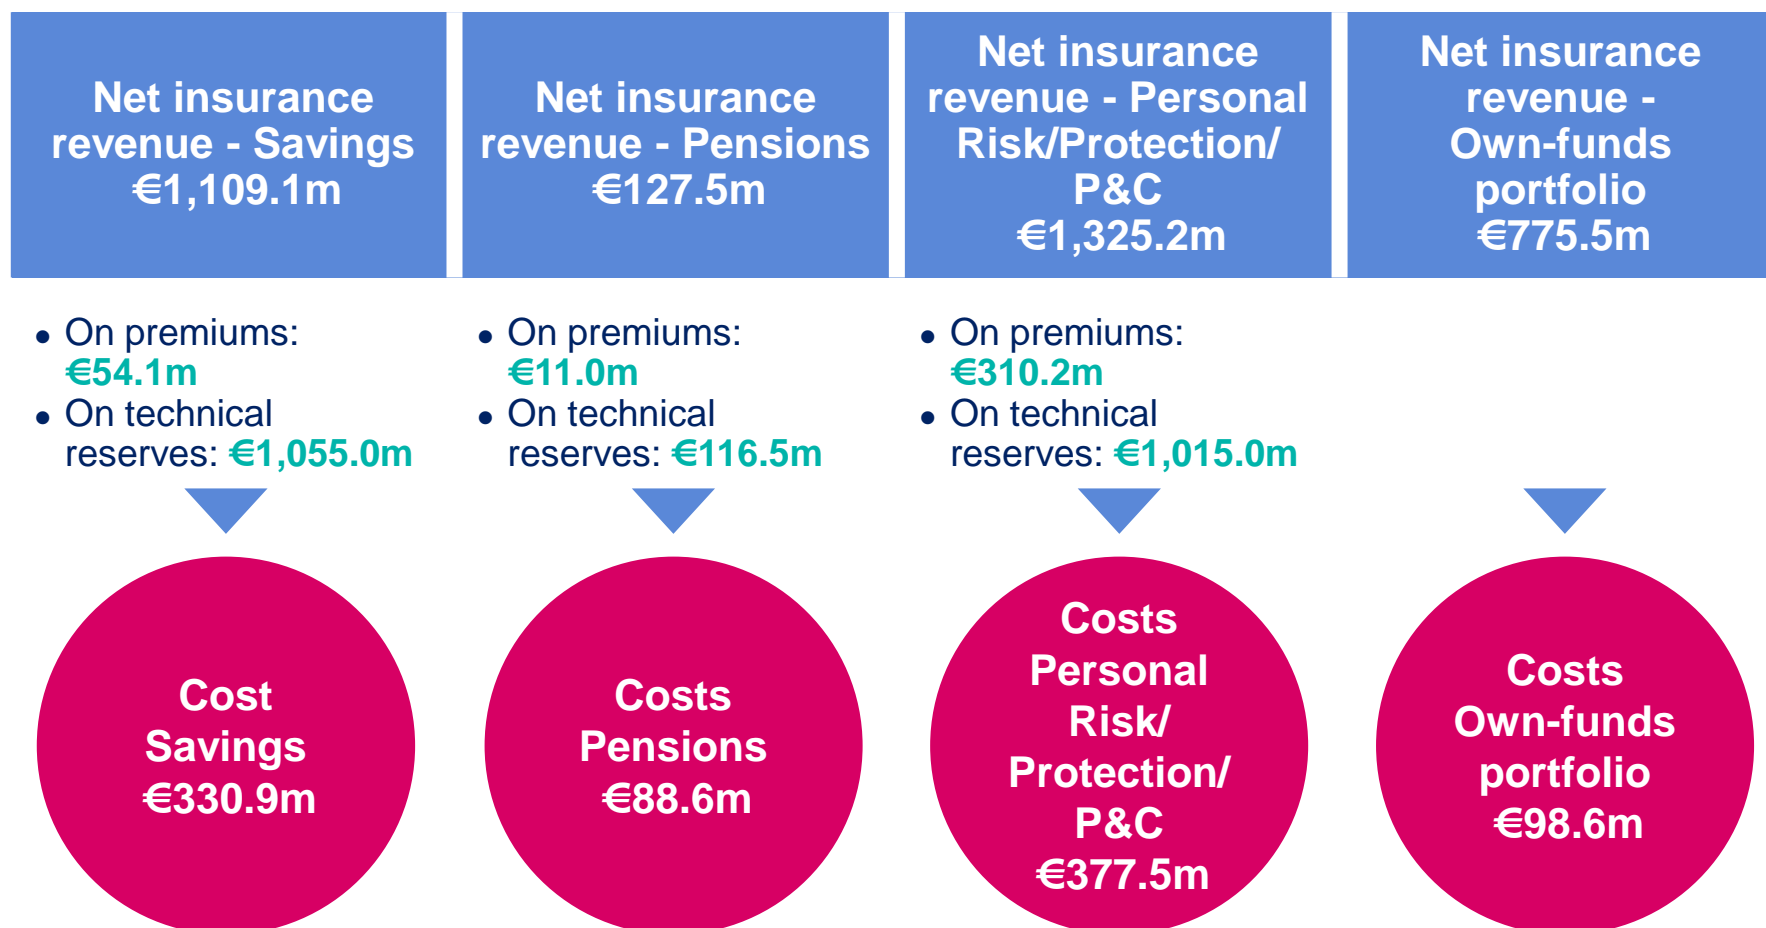 Net insurance
revenue - Savings
€1,109.1m
Net insurance
revenue - Pensions
€127.5m
Net insurance
revenue - Personal
Risk/Protection/
P&C
€1,325.2m
Net insurance
revenue -
Own-funds
portfolio
€775.5m
• On premiums:
€54.1m
• On technical
reserves: €1,055.0m
• On premiums:
€11.0m
• On technical
reserves: €116.5m
• On premiums:
€310.2m
• On technical
reserves: €1,015.0m
Cost
Savings
€330.9m
Costs
Pensions
€88.6m
Costs
Personal
Risk/
Protection/
P&C
€377.5m
Costs
Own-funds
portfolio
€98.6m